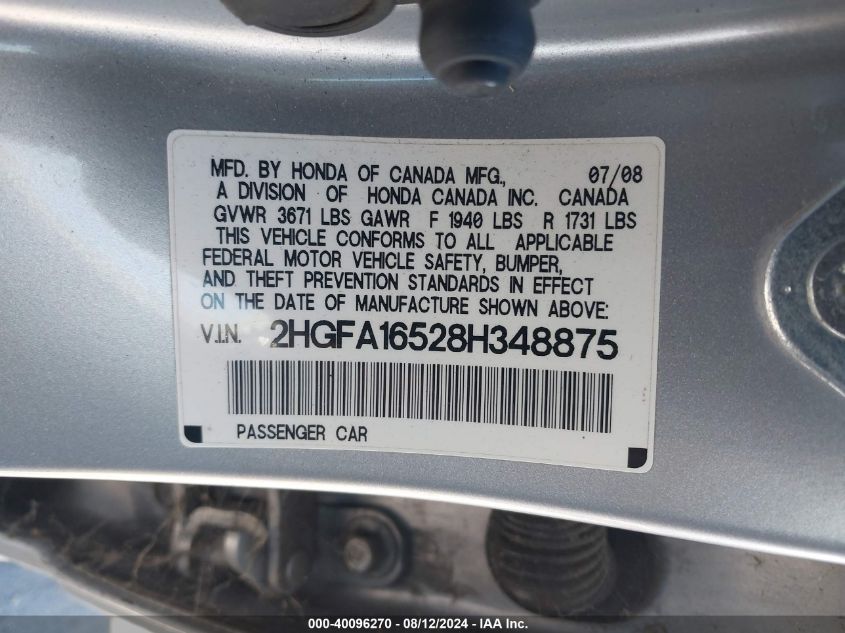 MFD. BY HONDA OF CANADA MFG., 07/08
A DIVISION OF HONDA CANADA INC. CANADA
GVWR 3671 LBS GAWR F 1940 LBS R 1731 LBS
THIS VEHICLE CONFORMS TO ALL APPLICABLE
FEDERAL MOTOR VEHICLE SAFETY, BUMPER,
AND THEFT PREVENTION STANDARDS IN EFFECT
ON THE DATE OF MANUFACTURE SHOWN ABOVE:
V.I.N. 2HGFA16528H348875
PASSENGER CAR
000-40096270 - 08/12/2024 - IAA Inc.